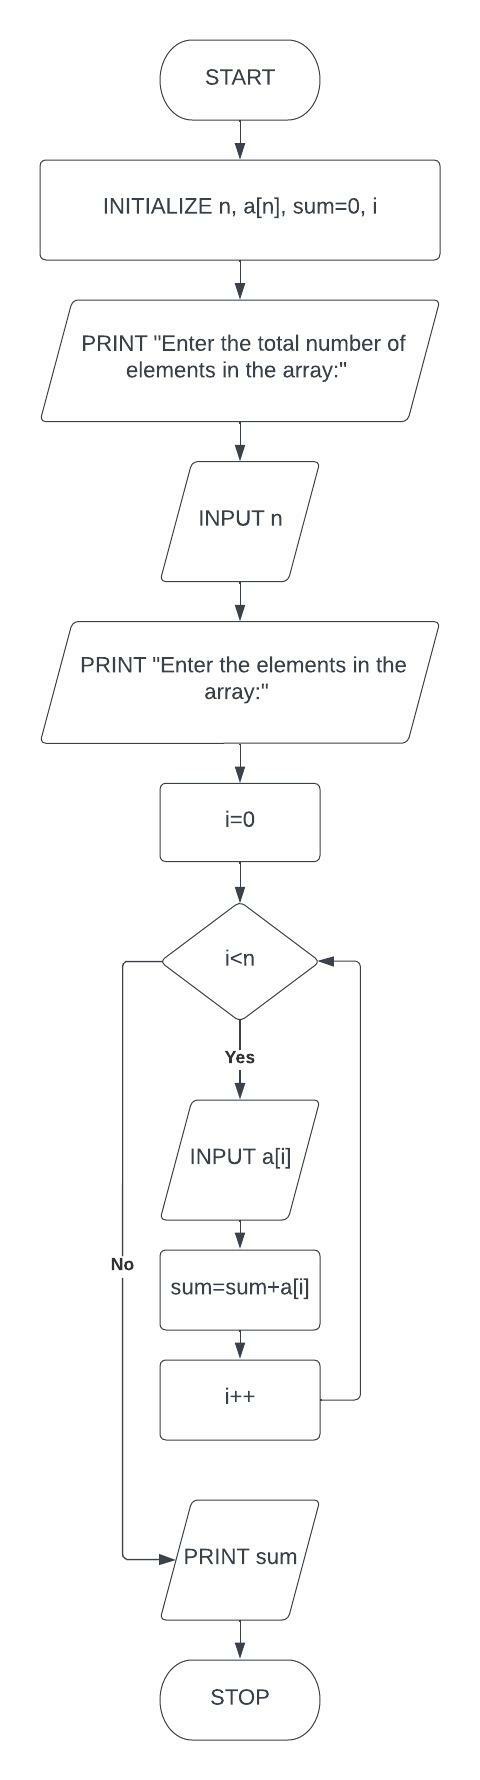 START
INITIALIZE n, a[n], sum=0, i
PRINT "Enter the total number of
elements in the array:"
INPUT n
PRINT "Enter the elements in the
array:"
i=0
i<n
Yes
INPUT a[i]
No
sum=sum+a[i]
i++
PRINT sum
STOP